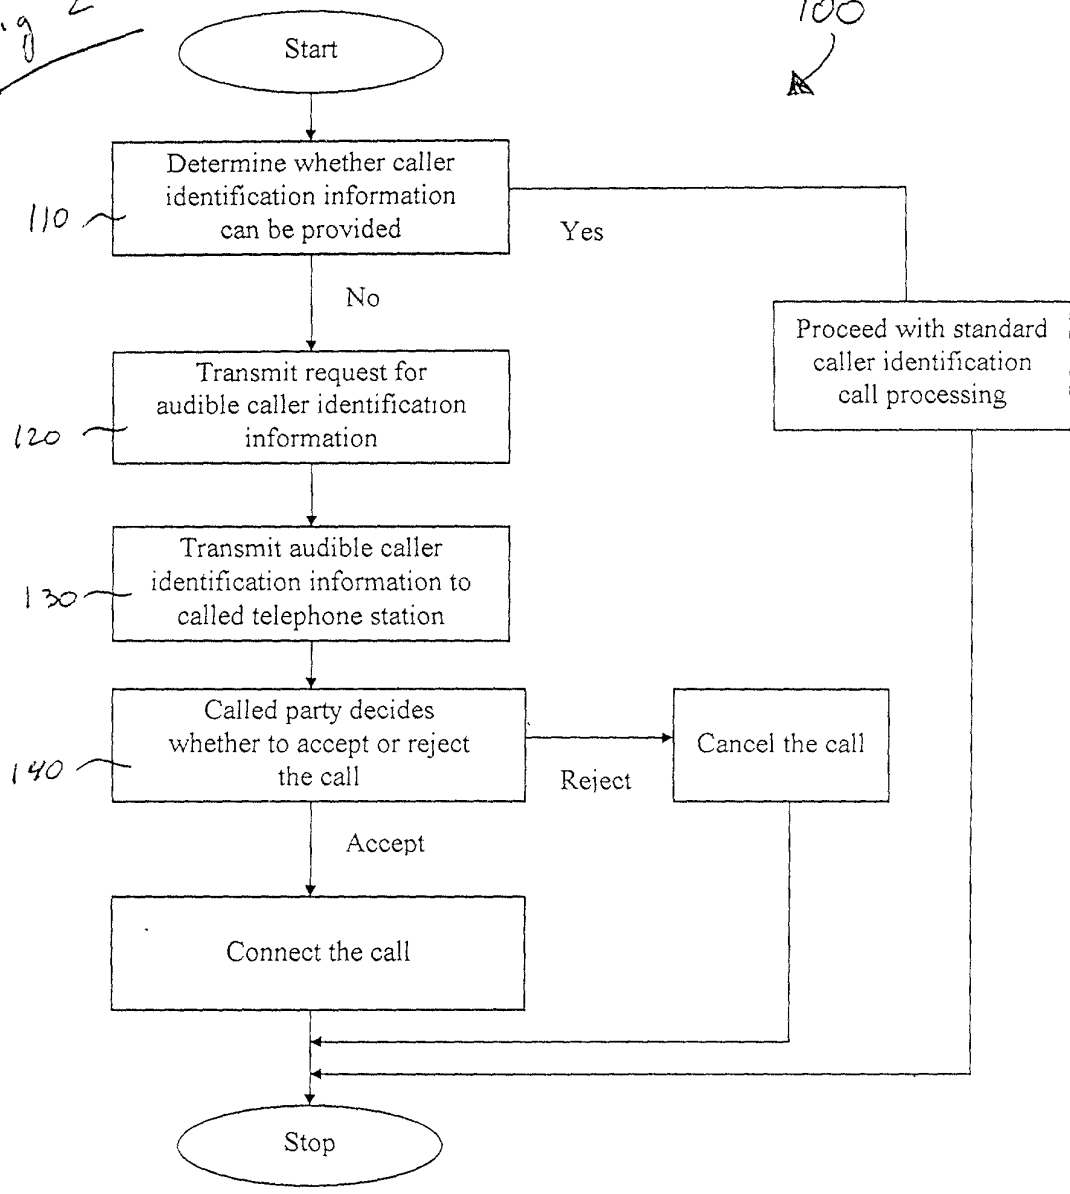 ig 2
100
Start
Determine whether caller
identification information
can be provided
110
Yes
No
Proceed with standard
caller identification
call processing
Transmit request for
audible caller identification
information
120
Transmit audible caller
identification information to
called telephone station
130
Called party decides
whether to accept or reject
the call
140
Cancel the call
Reject
Accept
Connect the call
Stop